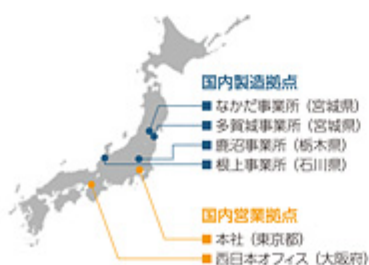 国内製造拠点
■ なかだ事業所（宮城県）
■ 多賀城事業所（宮城県）
■ 鹿沼事業所（栃木県）
■ 根上事業所（石川県）
国内営業拠点
■ 本社（東京都）
■ 西日本オフィス（大阪府）